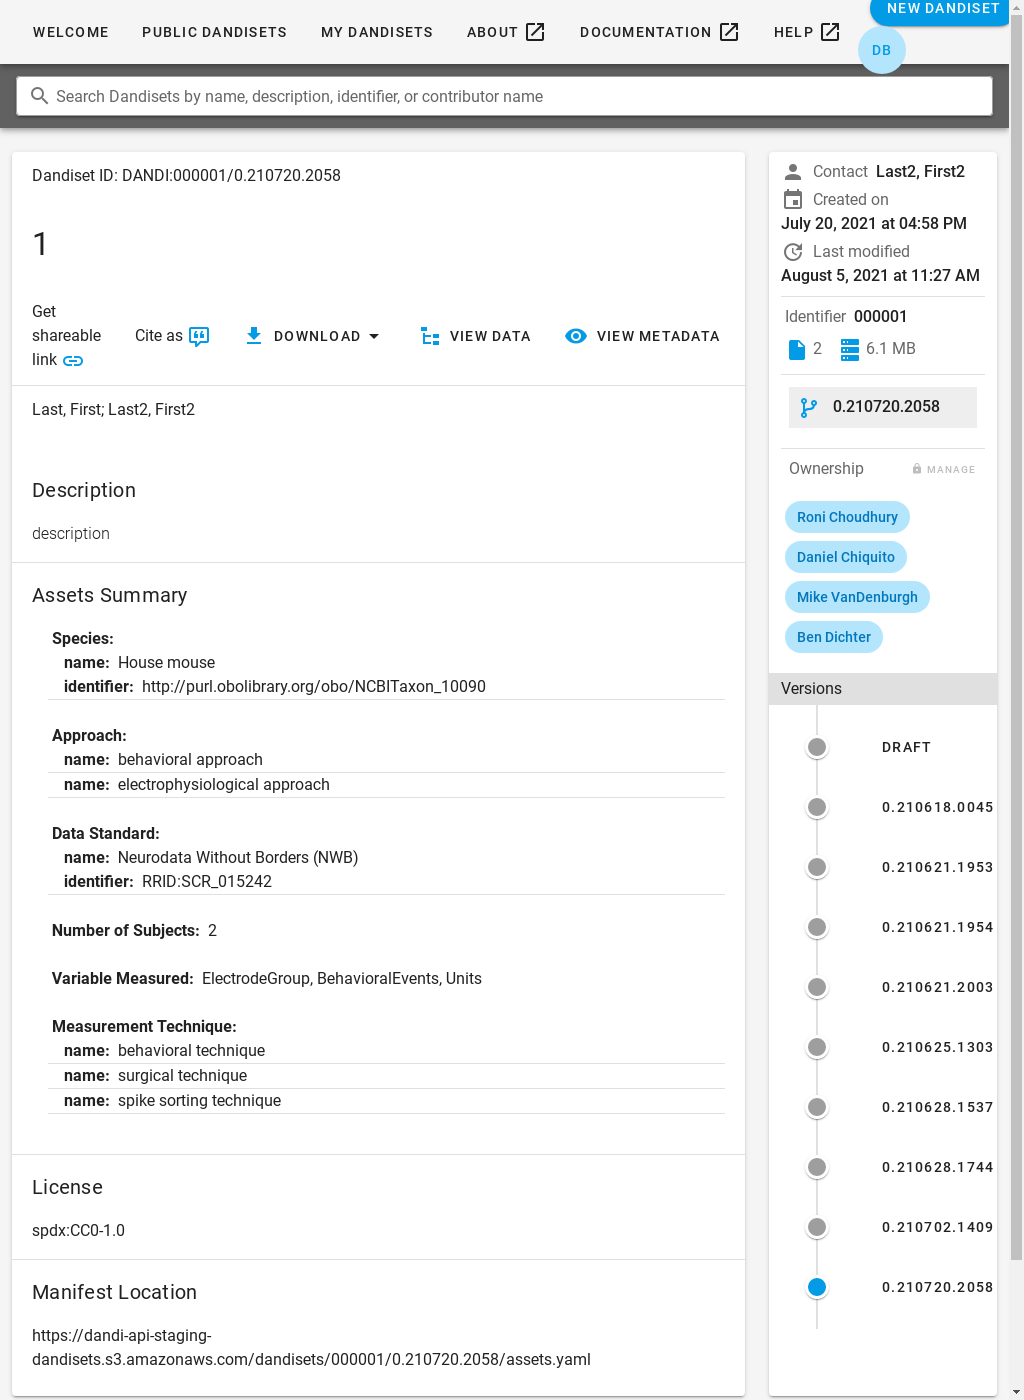 WELCOME PUBLIC DANDISETS MY DANDISETS ABOUT DOCUMENTATION HELP NEW DANDISET
DB
Search Dandisets by name, description, identifier, or contributor name
Dandiset ID: DANDI:000001/0.210720.2058
1
Get
shareable
link
Cite as
DOWNLOAD
VIEW DATA
VIEW METADATA
Last, First; Last2, First2
Description
description
Assets Summary
Species:
name: House mouse
identifier: http://purl.obolibrary.org/obo/NCBITaxon_10090
Approach:
name: behavioral approach
name: electrophysiological approach
Data Standard:
name: Neurodata Without Borders (NWB)
identifier: RRID:SCR_015242
Number of Subjects: 2
Variable Measured: ElectrodeGroup, BehavioralEvents, Units
Measurement Technique:
name: behavioral technique
name: surgical technique
name: spike sorting technique
License
spdx:CC0-1.0
Manifest Location
https://dandi-api-staging-
dandisets.s3.amazonaws.com/dandisets/000001/0.210720.2058/assets.yaml
Contact Last2, First2
Created on
July 20, 2021 at 04:58 PM
Last modified
August 5, 2021 at 11:27 AM
Identifier 000001
2 6.1 MB
0.210720.2058
Ownership MANAGE
Roni Choudhury
Daniel Chiquito
Mike VanDenburgh
Ben Dichter
Versions
DRAFT
0.210618.0045
0.210621.1953
0.210621.1954
0.210621.2003
0.210625.1303
0.210628.1537
0.210628.1744
0.210702.1409
0.210720.2058